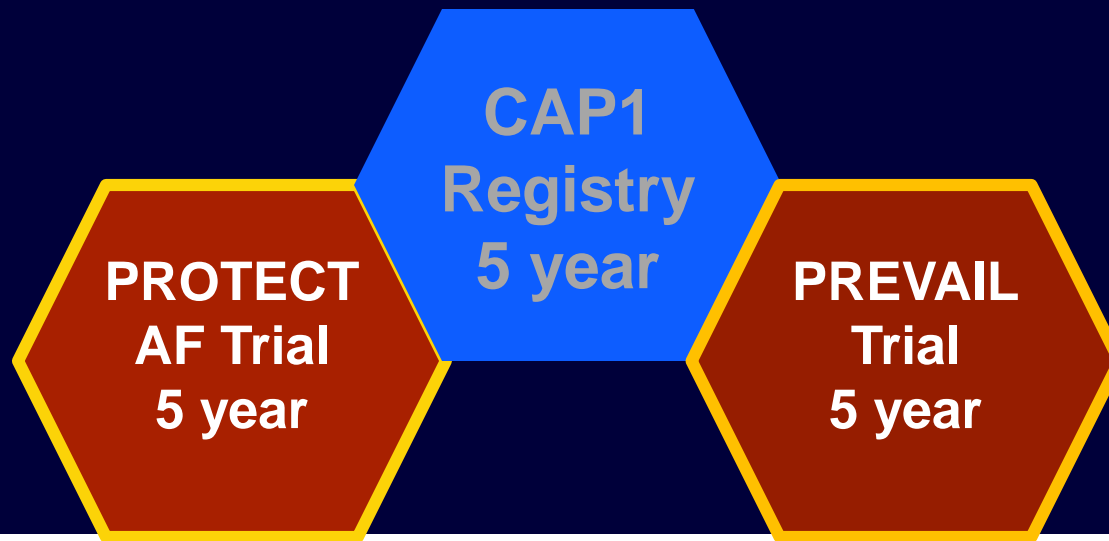 CAP1
Registry
5 year
PROTECT
AF Trial
5 year
PREVAIL
Trial
5 year